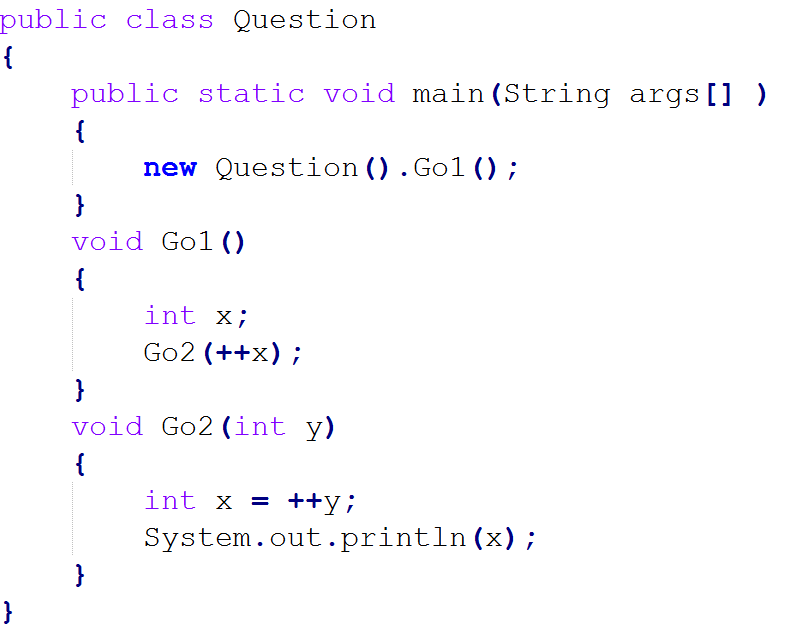 public class Question
{
public static void main(String args[] )
{
new Question().Go1();
}
void Go1()
{
int x;
Go2(++x);
}
void Go2(int y)
{
int x = ++y;
System.out.println(x);
}
}